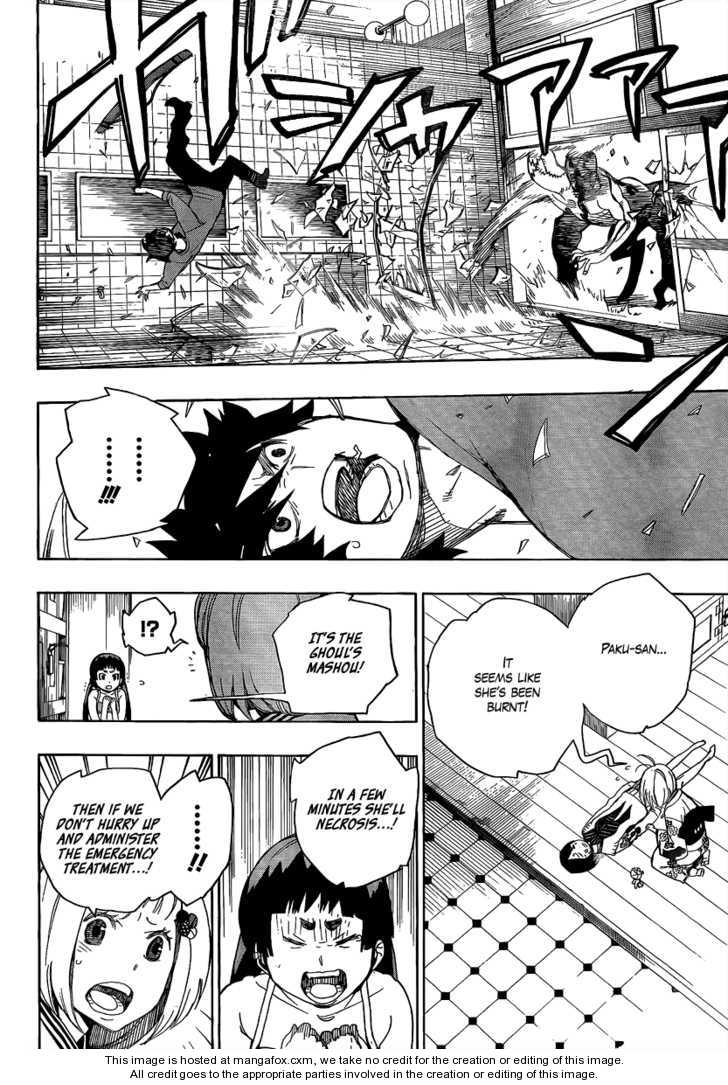 ガシャァァー
......
!!!
PAKU-SAN...
IT
SEEMS LIKE
SHE'S BEEN
BURNT!
IT'S THE
GHOUL'S
MASHOU!
!?
IN A FEW
MINUTES SHE'LL
NECROSIS...!
......
!!!
THEN IF WE
DON'T HURRY UP
AND ADMINISTER
THE EMERGENCY
TREATMENT...!
This image is hosted at mangafox.cxm, we take no credit for the creation or editing of this image.
All credit goes to the appropriate parties involved in the creation or editing of this image.